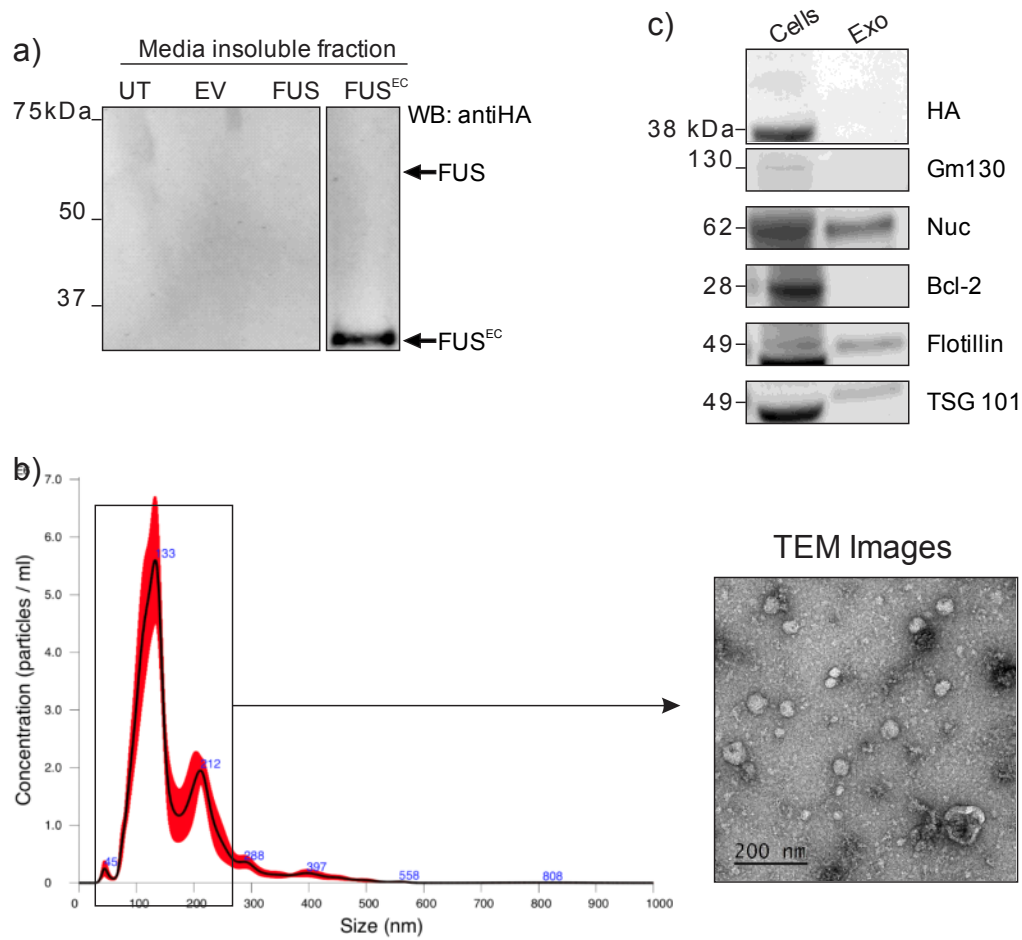 a)
Media insoluble fraction
UT EV FUS FUS^EC
75kDa
50
37
WB: antiHA
FUS
FUS^EC
c)
Cells Exo
38 kDa HA
130 Gm130
62 Nuc
28 Bcl-2
49 Flotillin
49 TSG 101
b)
7.0
6.0
5.0
4.0
3.0
2.0
1.0
0
Concentration (particles / ml)
45
133
212
288
397
558
808
0 100 200 300 400 500 600 700 800 900 1000
Size (nm)
TEM Images
200 nm